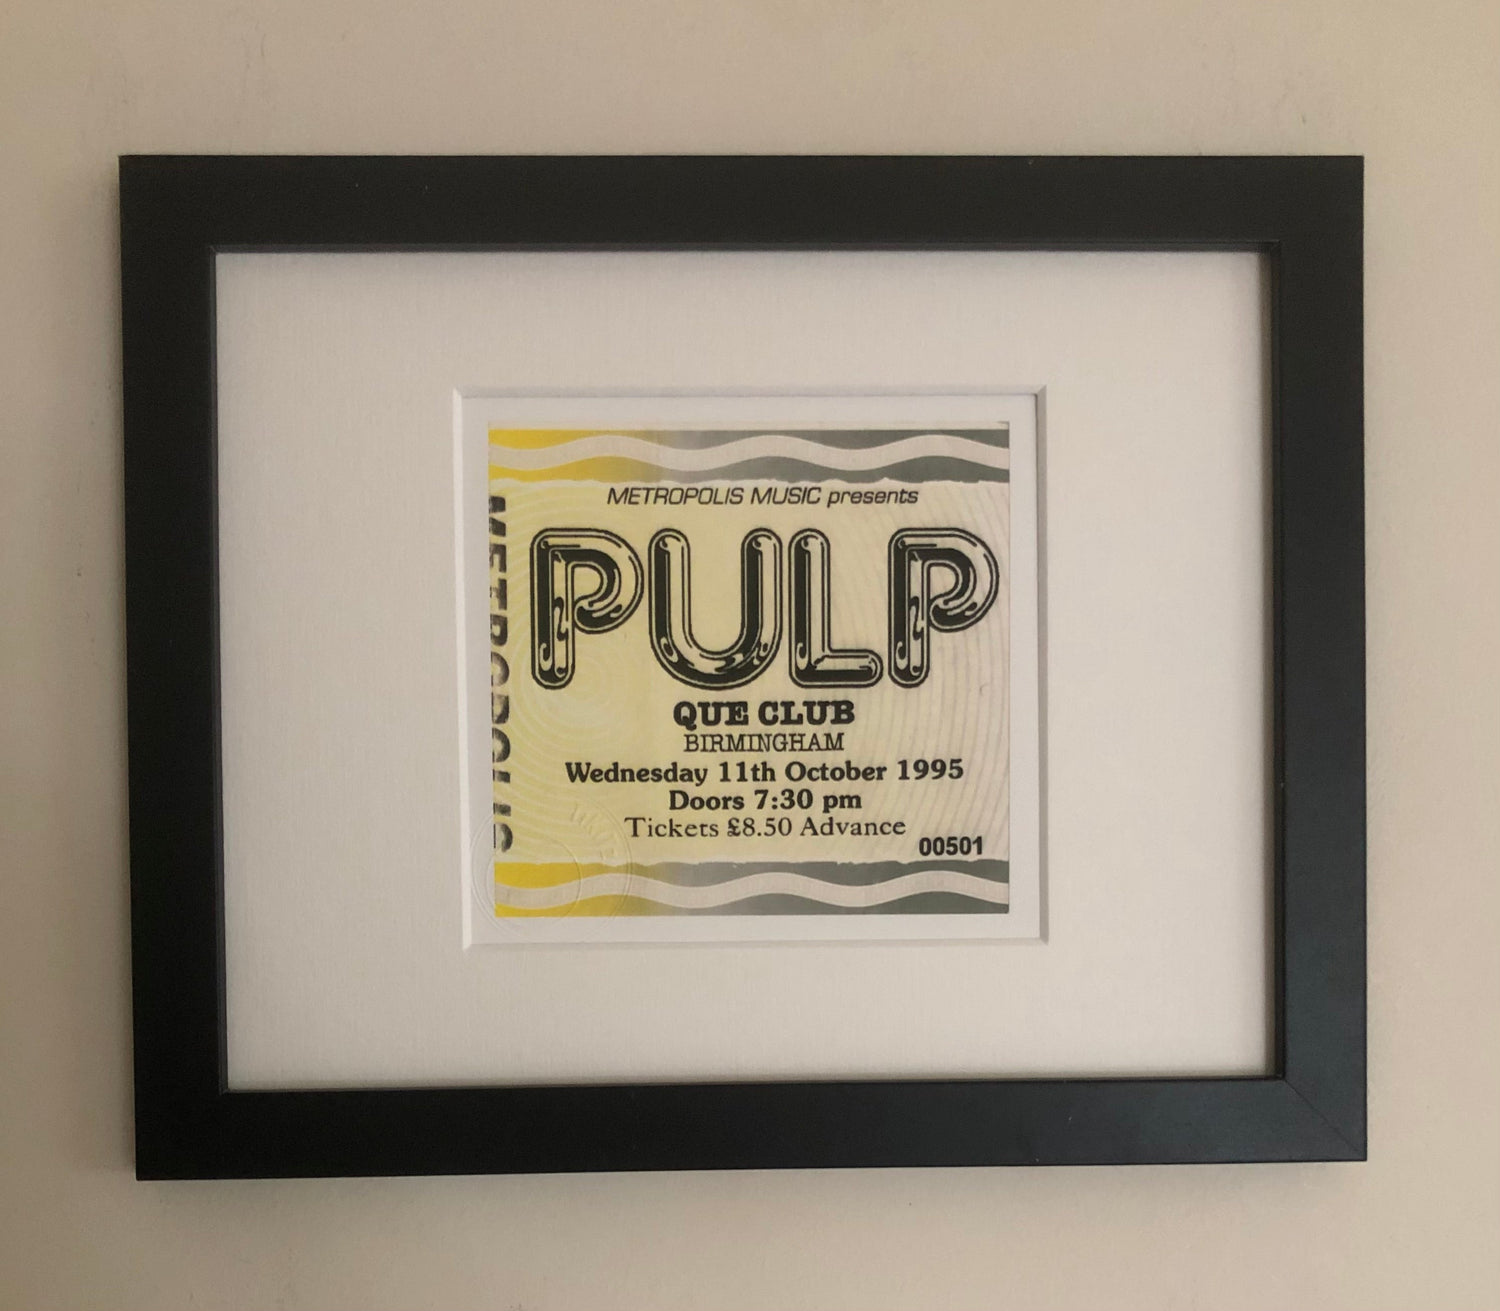 METROPOLIS MUSIC presents
PULP
QUE CLUB
BIRMINGHAM
Wednesday 11th October 1995
Doors 7:30 pm
Tickets £8.50 Advance
00501
METROPOLIS